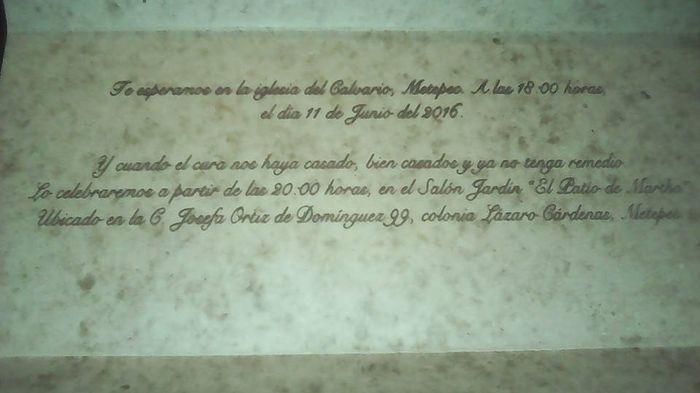 Te esperamos en la iglesia del Calvario, Metepec. A las 18:00 horas,
el día 11 de Junio del 2016.
Y cuando el cura nos haya casado, bien casados y ya no tenga remedio
Lo celebraremos a partir de las 20:00 horas, en el Salón Jardín "El Patio de Martha"
Ubicado en la C. Josefa Ortiz de Domínguez 99, colonia Lázaro Cárdenas, Metepec